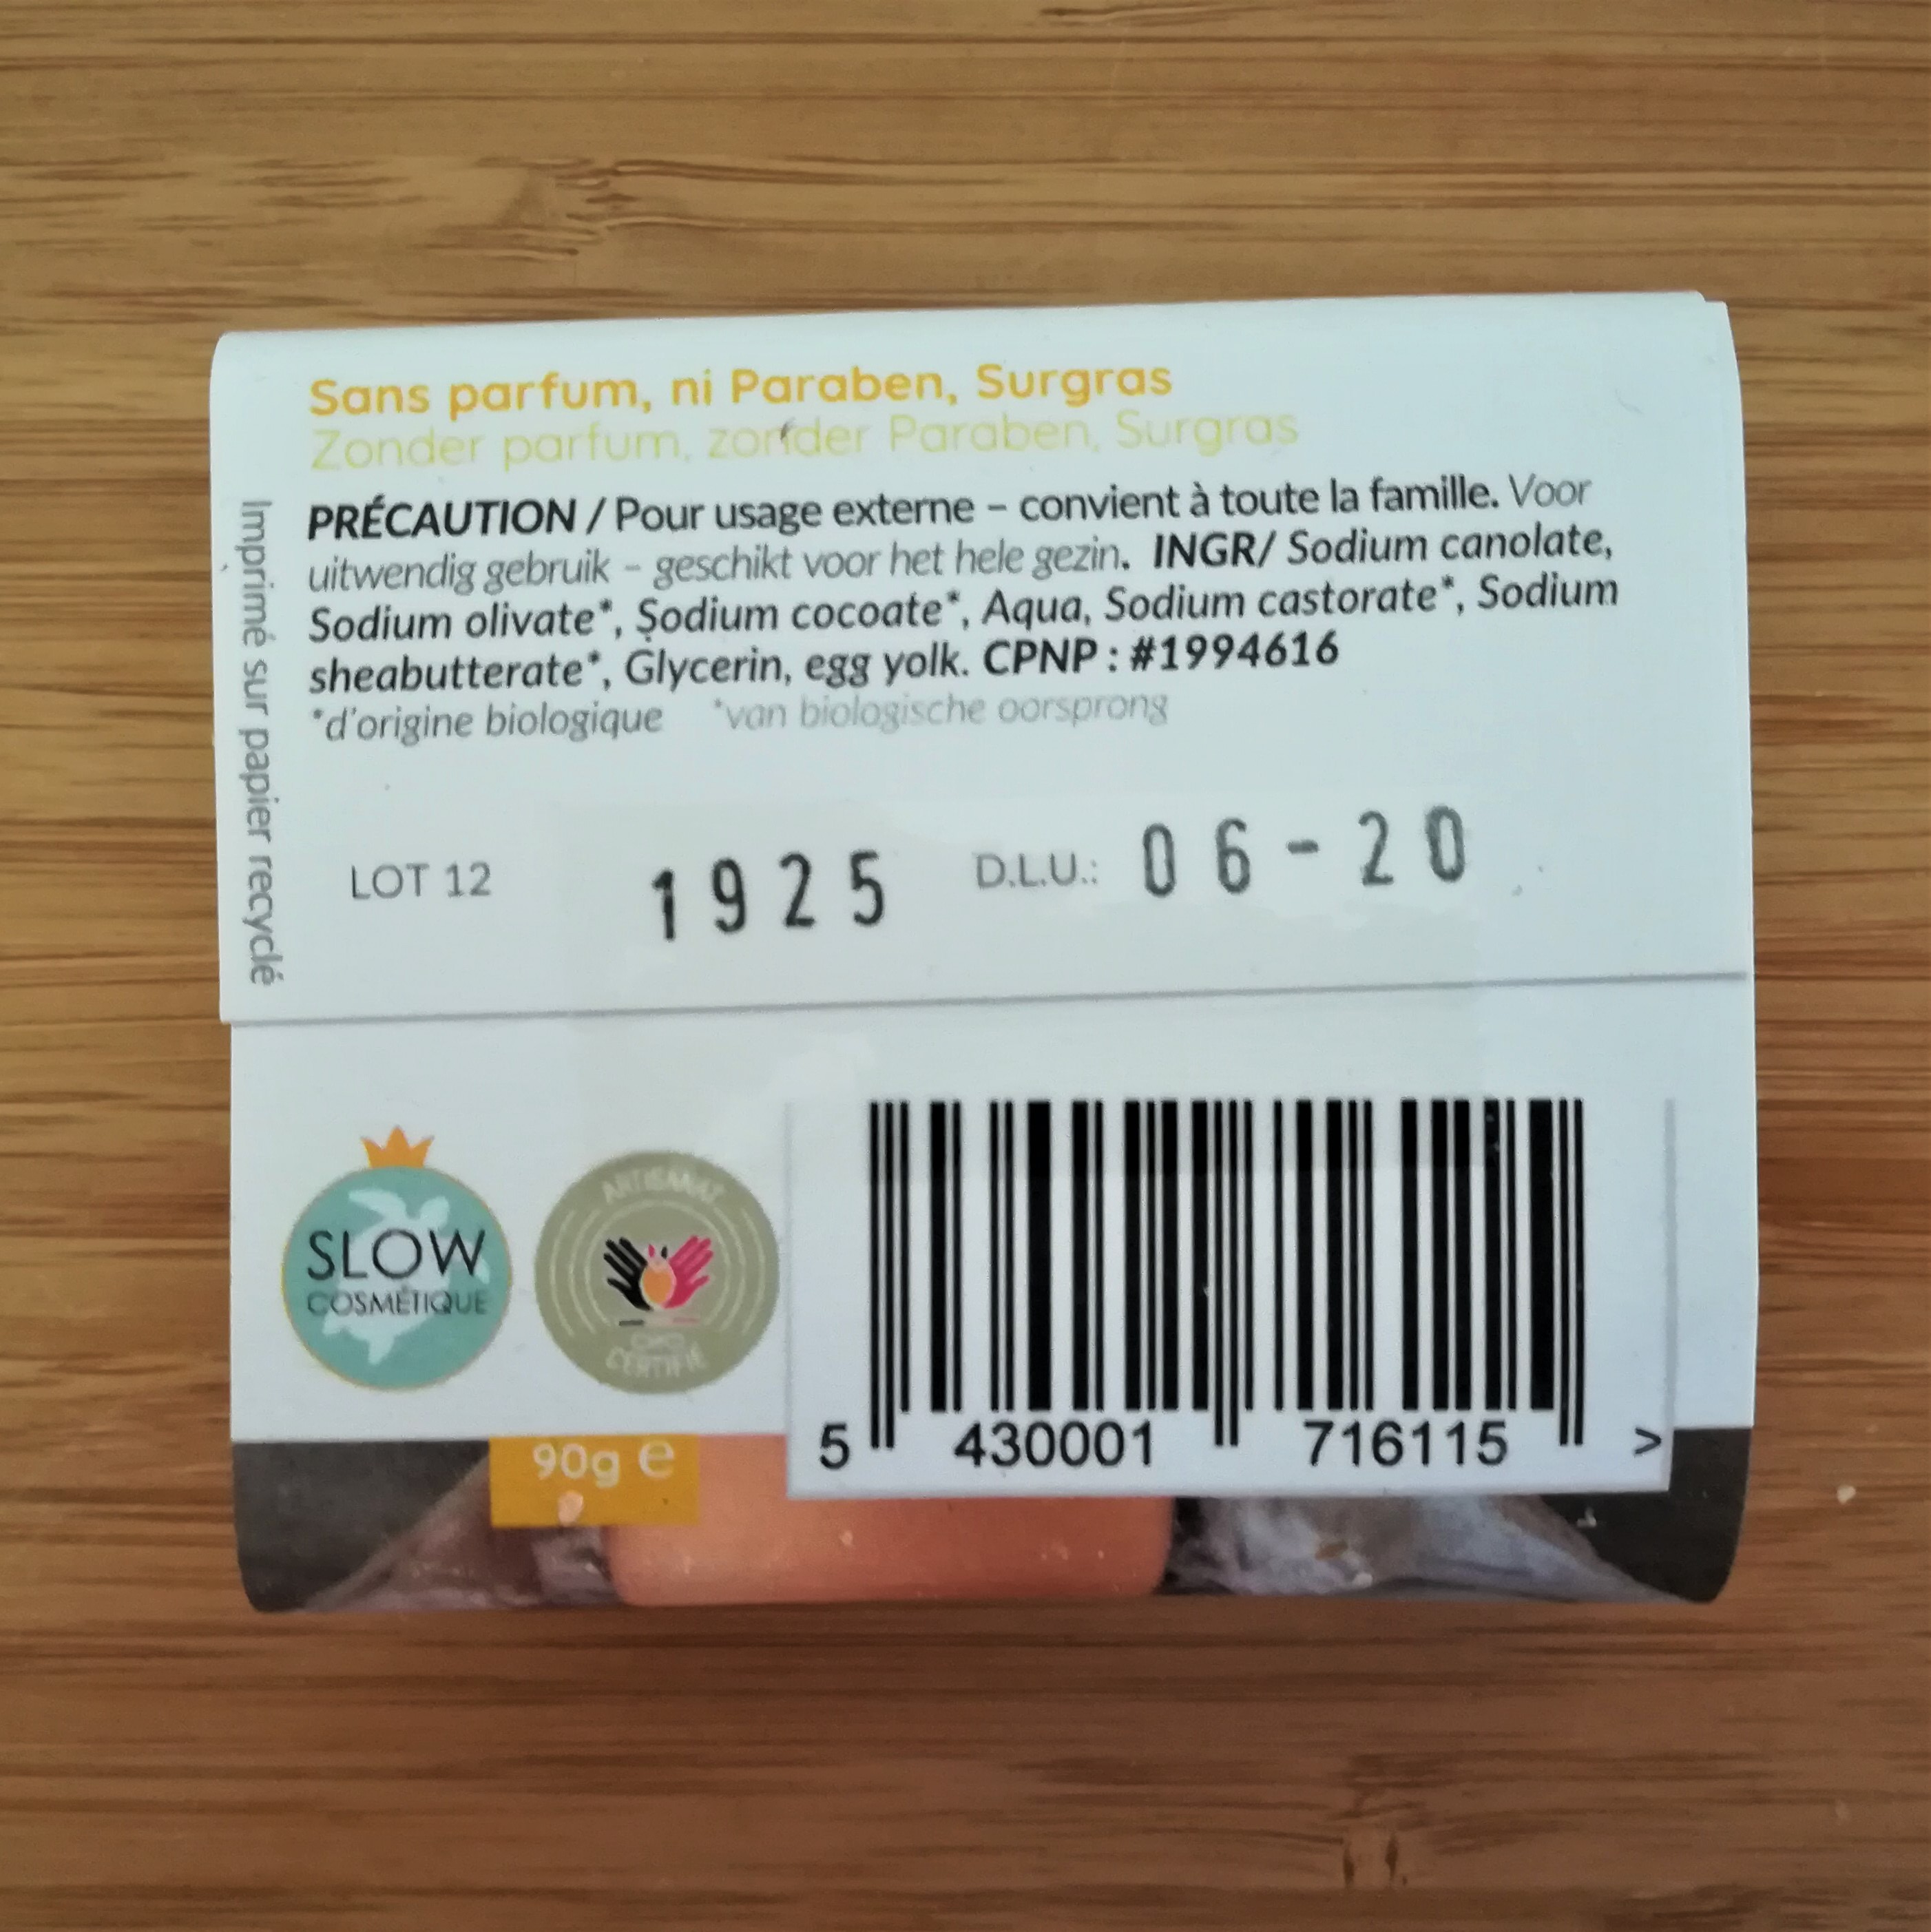 Sans parfum, ni Paraben, Surgras
Zonder parfum, zonder Paraben, Surgras
PRÉCAUTION / Pour usage externe – convient à toute la famille. Voor
uitwendig gebruik – geschikt voor het hele gezin. INGR/ Sodium canolate,
Sodium olivate*, Sodium cocoate*, Aqua, Sodium castorate*, Sodium
sheabutterate*, Glycerin, egg yolk. CPNP : #1994616
*d'origine biologique *van biologische oorsprong
Imprimé sur papier recyclé
LOT 12 1925 D.L.U.: 06-20
SLOW
COSMÉTIQUE
ARTISANAT
CERTIFIÉ
90g e
5 430001 716115 >